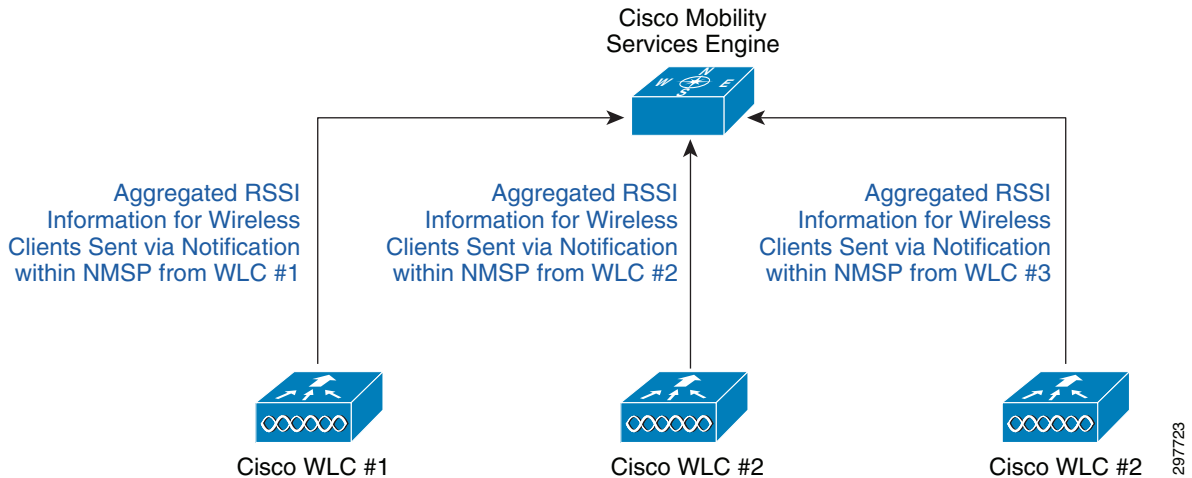 Cisco Mobility
Services Engine
N
W
E
S
Aggregated RSSI
Information for Wireless
Clients Sent via Notification
within NMSP from WLC #1
Aggregated RSSI
Information for Wireless
Clients Sent via Notification
within NMSP from WLC #2
Aggregated RSSI
Information for Wireless
Clients Sent via Notification
within NMSP from WLC #3
Cisco WLC #1
Cisco WLC #2
Cisco WLC #2
297723